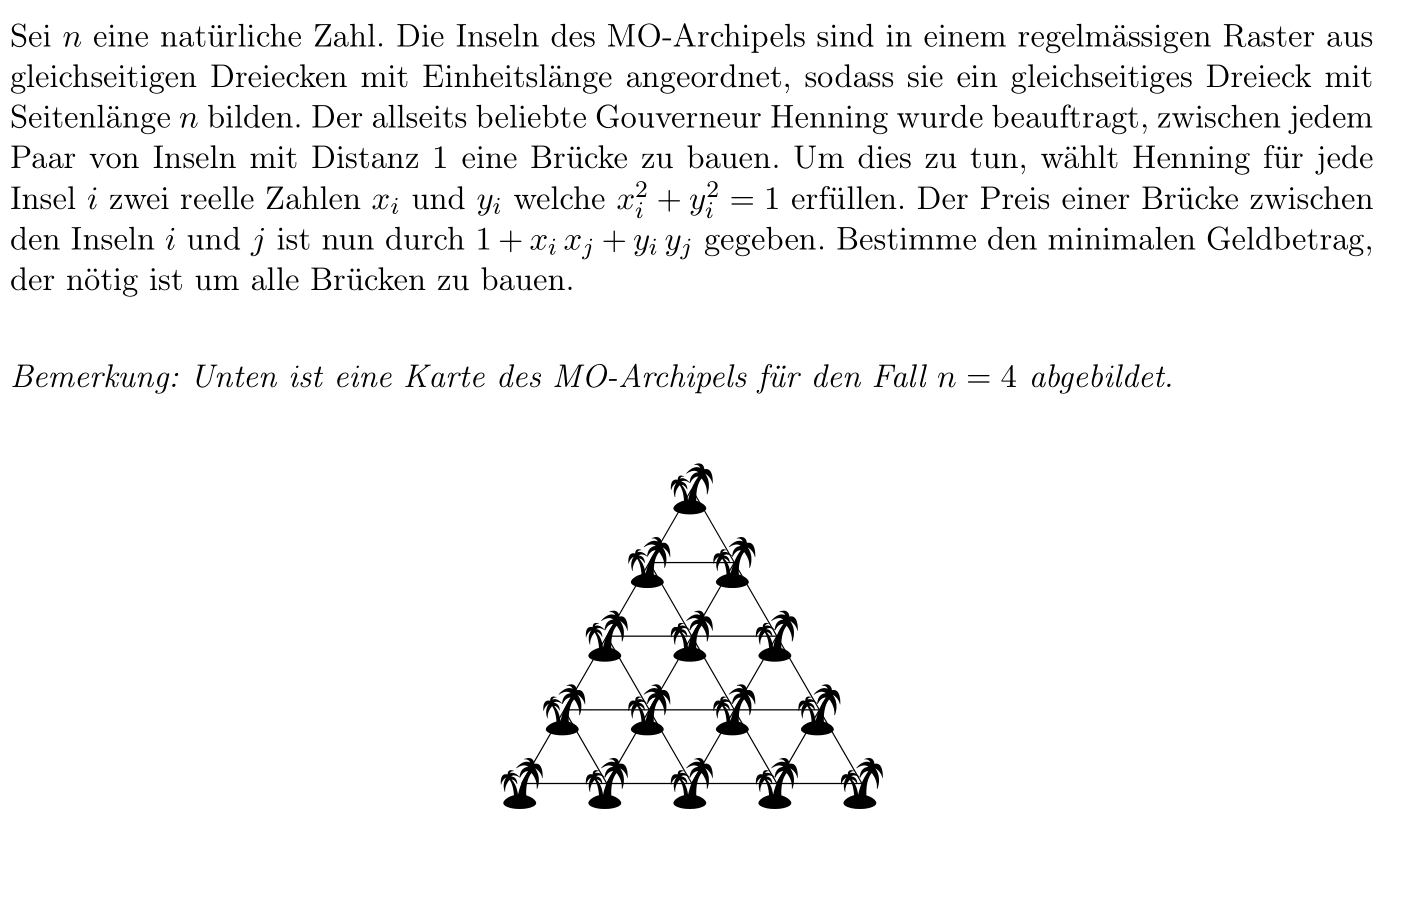 Sei n eine natürliche Zahl. Die Inseln des MO-Archipels sind in einem regelmässigen Raster aus
gleichseitigen Dreiecken mit Einheitslänge angeordnet, sodass sie ein gleichseitiges Dreieck mit
Seitenlänge n bilden. Der allseits beliebte Gouverneur Henning wurde beauftragt, zwischen jedem
Paar von Inseln mit Distanz 1 eine Brücke zu bauen. Um dies zu tun, wählt Henning für jede
Insel i zwei reelle Zahlen x_i und y_i welche x_i^2 + y_i^2 = 1 erfüllen. Der Preis einer Brücke zwischen
den Inseln i und j ist nun durch 1 + x_i x_j + y_i y_j gegeben. Bestimme den minimalen Geldbetrag,
der nötig ist um alle Brücken zu bauen.
Bemerkung: Unten ist eine Karte des MO-Archipels für den Fall n = 4 abgebildet.